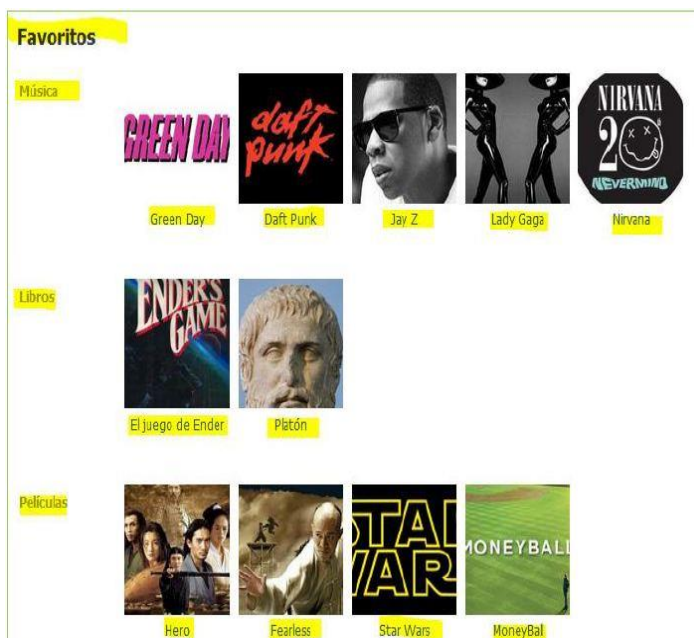 Favoritos
Música
GREEN DAY
daft
punk
NIRVANA
20
NEVERMIND
Green Day
Daft Punk
Jay Z
Lady Gaga
Nirvana
Libros
ENDER'S
GAME
El juego de Ender
Platón
Películas
STAR
WARS
MONEYBALL
Hero
Fearless
Star Wars
MoneyBal